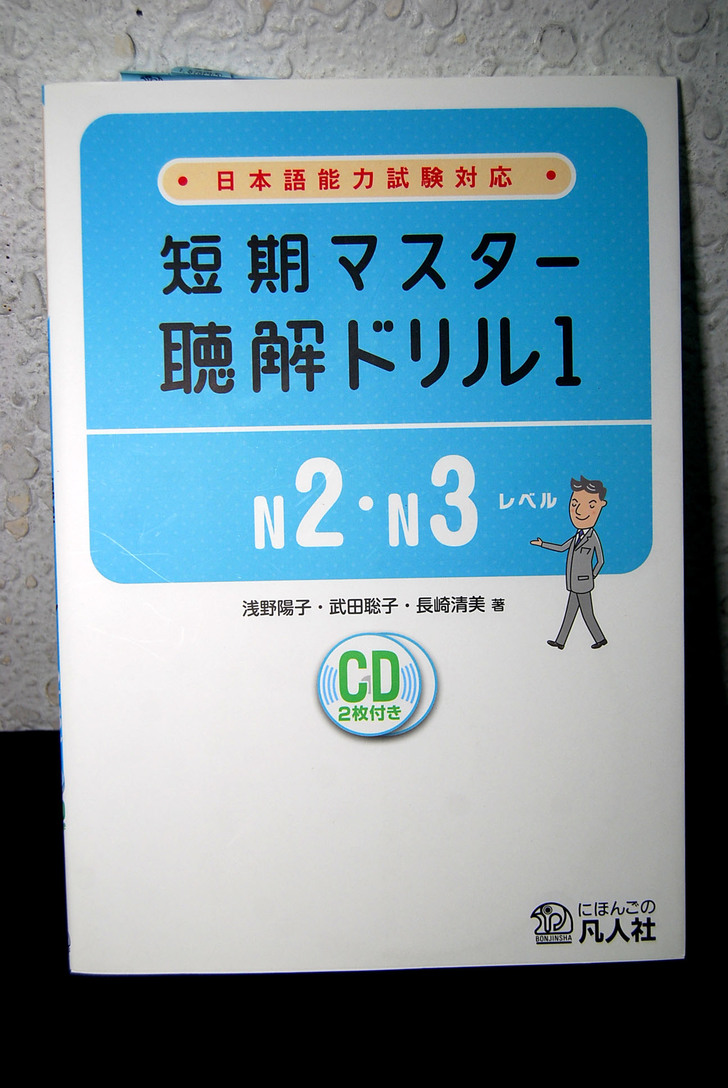 日本語能力試験対応
短期マスター
聴解ドリル1
N2・N3 レベル
浅野陽子・武田聡子・長崎清美 著
CD
2枚付き
にほんごの
凡人社
BONJINSHA